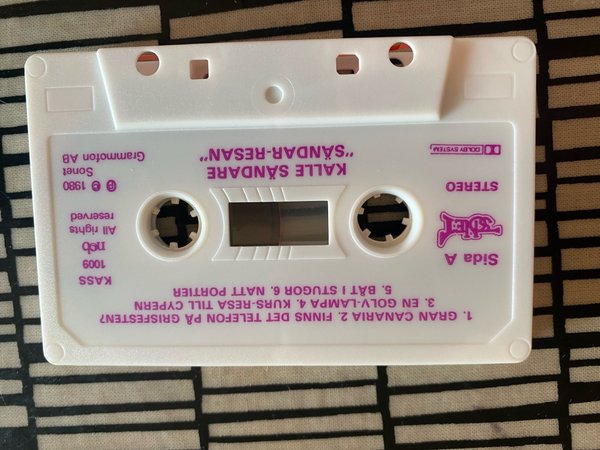 Sida A
SONET
STEREO
DOLBY SYSTEM
1. GRAN CANARIA 2. FINNS DET TELEFON PÅ GRISFESTEN?
3. EN GOLV-LAMPA 4. KURS-RESA TILL CYPERN
5. BÅT I STUGOR 6. NATT PORTIER
KASS
1009
ncb
All rights
reserved
Ⓟ © 1980
Sonet
Grammofon AB
KALLE SÄNDARE
"SÄNDAR-RESAN"